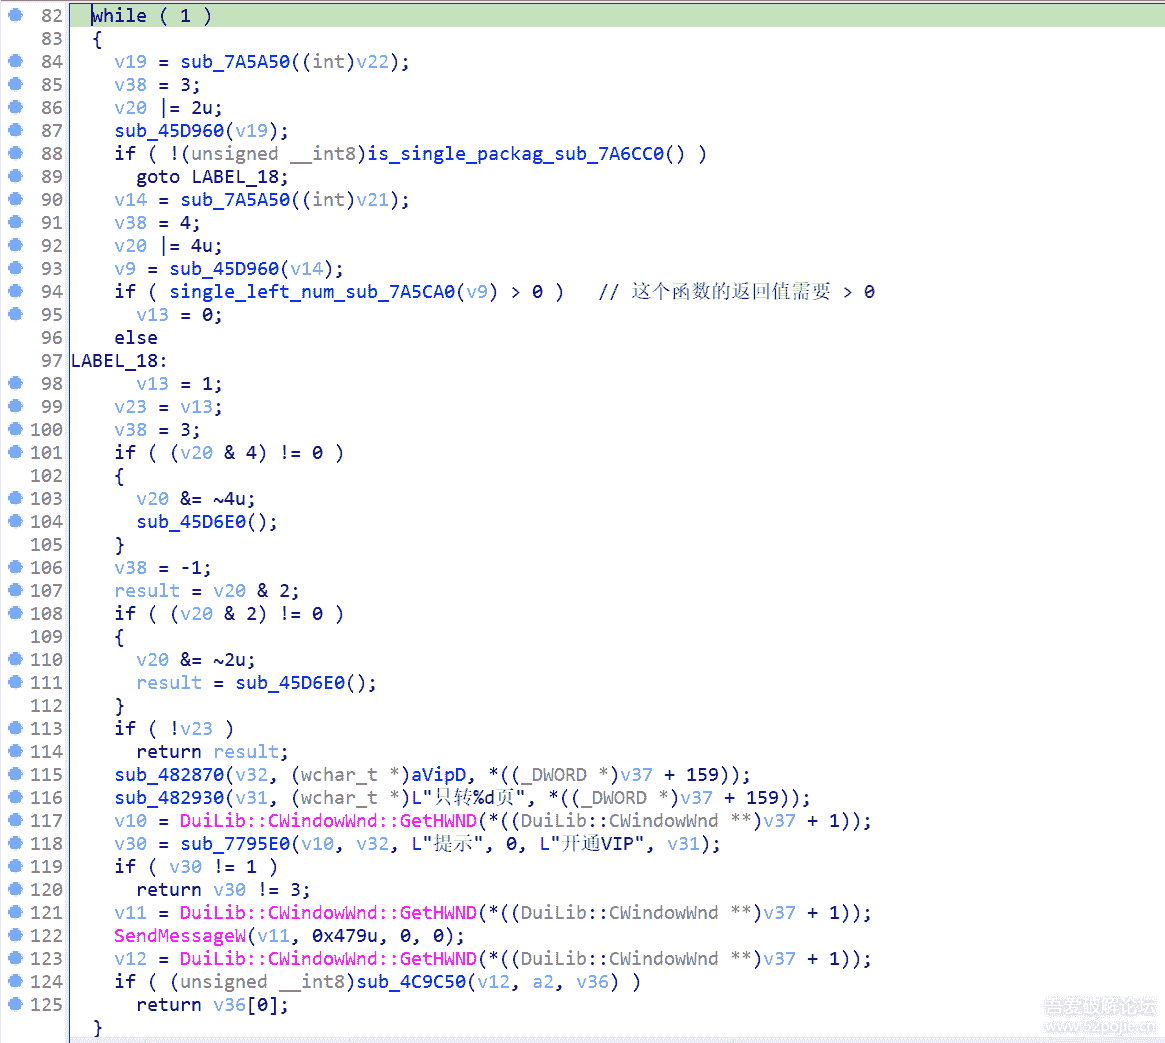 82 while ( 1 )
83 {
84 v19 = sub_7A5A50((int)v22);
85 v38 = 3;
86 v20 |= 2u;
87 sub_45D960(v19);
88 if ( !(unsigned __int8)is_single_packag_sub_7A6CC0() )
89 goto LABEL_18;
90 v14 = sub_7A5A50((int)v21);
91 v38 = 4;
92 v20 |= 4u;
93 v9 = sub_45D960(v14);
94 if ( single_left_num_sub_7A5CA0(v9) > 0 ) // 这个函数的返回值需要 > 0
95 v13 = 0;
96 else
97 LABEL_18:
98 v13 = 1;
99 v23 = v13;
100 v38 = 3;
101 if ( (v20 & 4) != 0 )
102 {
103 v20 &= ~4u;
104 sub_45D6E0();
105 }
106 v38 = -1;
107 result = v20 & 2;
108 if ( (v20 & 2) != 0 )
109 {
110 v20 &= ~2u;
111 result = sub_45D6E0();
112 }
113 if ( !v23 )
114 return result;
115 sub_482870(v32, (wchar_t *)aVipD, *((_DWORD *)v37 + 159));
116 sub_482930(v31, (wchar_t *)L"只转%d页", *((_DWORD *)v37 + 159));
117 v10 = DuiLib::CWindowWnd::GetHWND(*((DuiLib::CWindowWnd **)v37 + 1));
118 v30 = sub_7795E0(v10, v32, L"提示", 0, L"开通VIP", v31);
119 if ( v30 != 1 )
120 return v30 != 3;
121 v11 = DuiLib::CWindowWnd::GetHWND(*((DuiLib::CWindowWnd **)v37 + 1));
122 SendMessageW(v11, 0x479u, 0, 0);
123 v12 = DuiLib::CWindowWnd::GetHWND(*((DuiLib::CWindowWnd **)v37 + 1));
124 if ( (unsigned __int8)sub_4C9C50(v12, a2, v36) )
125 return v36[0];
}
吾爱破解论坛
www.52pojie.cn